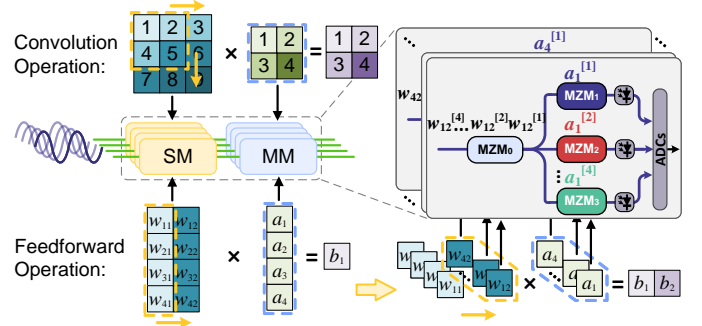 Convolution
Operation:
1 2 3
4 5 6
7 8 9
×
1 2
3 4
=
1 2
3 4
SM
MM
Feedforward
Operation:
w11 w12
w21 w22
w31 w32
w41 w42
×
a1
a2
a3
a4
=
b1
a4[1]
w42
w12[4]... w12[2] w12[1]
MZM0
a1[1]
MZM1
a1[2]
MZM2
a1[4]
MZM3
ADCs
w11
w42
w12
×
a4
a1
=
b1 b2